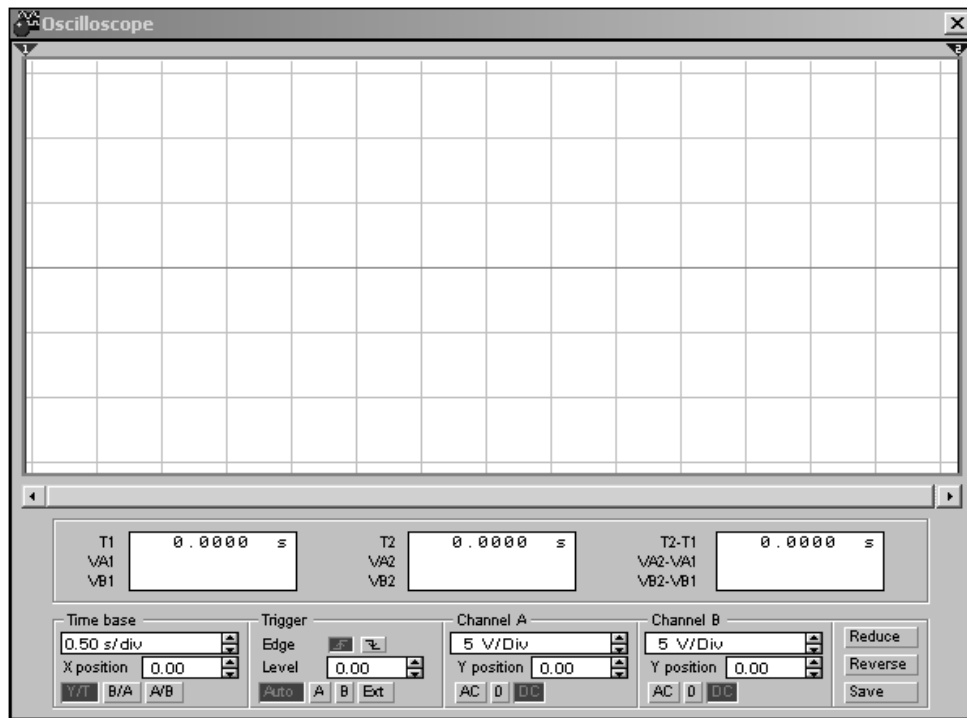 Oscilloscope
1 2
T1 0.0000 s T2 0.0000 s T2-T1 0.0000 s
VA1 VA2 VA2-VA1
VB1 VB2 VB2-VB1
Time base Trigger Channel A Channel B
0.50 s/div Edge 5 V/Div 5 V/Div Reduce
X position 0.00 Level 0.00 Y position 0.00 Y position 0.00 Reverse
Y/T B/A A/B Auto A B Ext AC 0 DC AC 0 DC Save